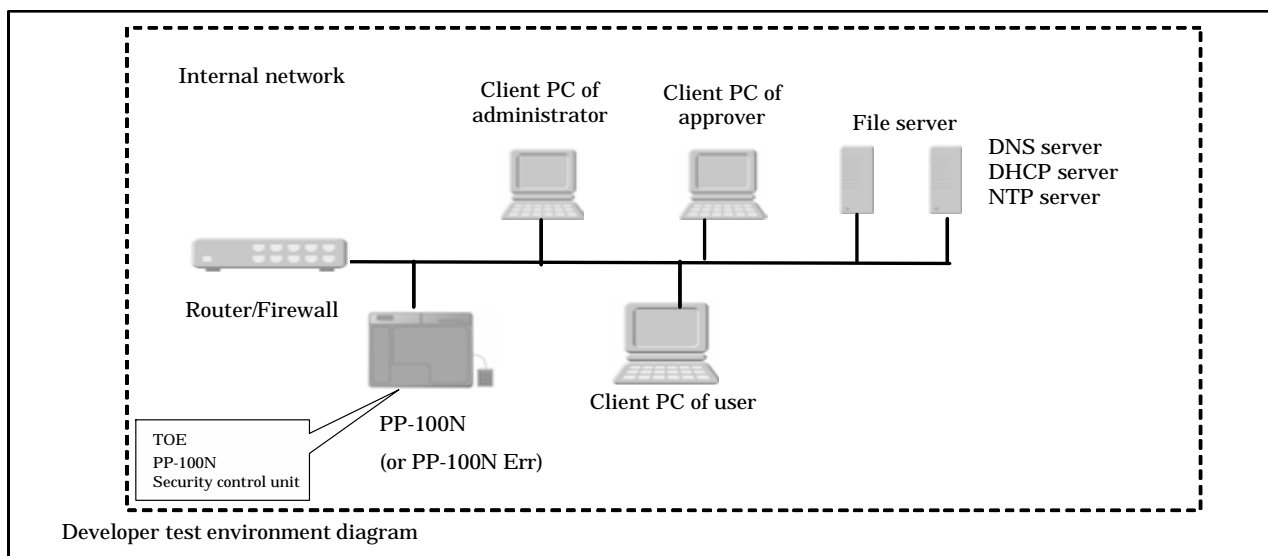 Internal network
Client PC of
administrator
Client PC of
approver
File server
DNS server
DHCP server
NTP server
Router/Firewall
Client PC of user
PP-100N
(or PP-100N Err)
TOE
PP-100N
Security control unit
Developer test environment diagram